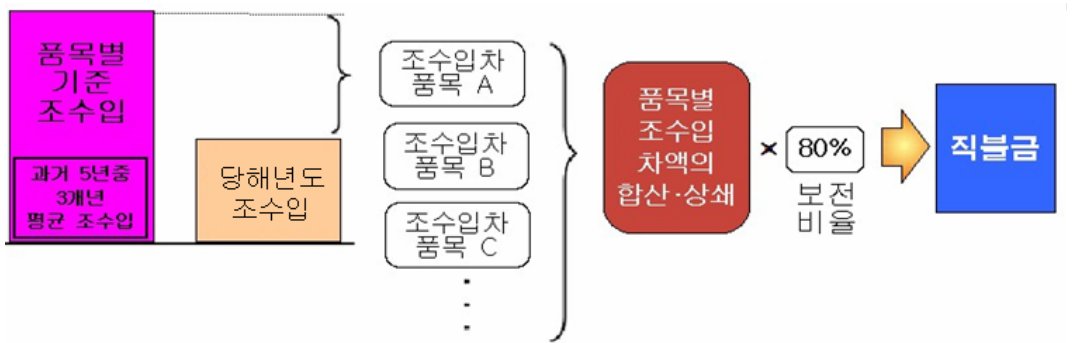 품목별
기준
조수입
과거 5년중
3개년
평균 조수입
당해년도
조수입
조수입차
품목 A
조수입차
품목 B
조수입차
품목 C
품목별
조수입
차액의
합산·상쇄
× 80%
보전
비율
직불금